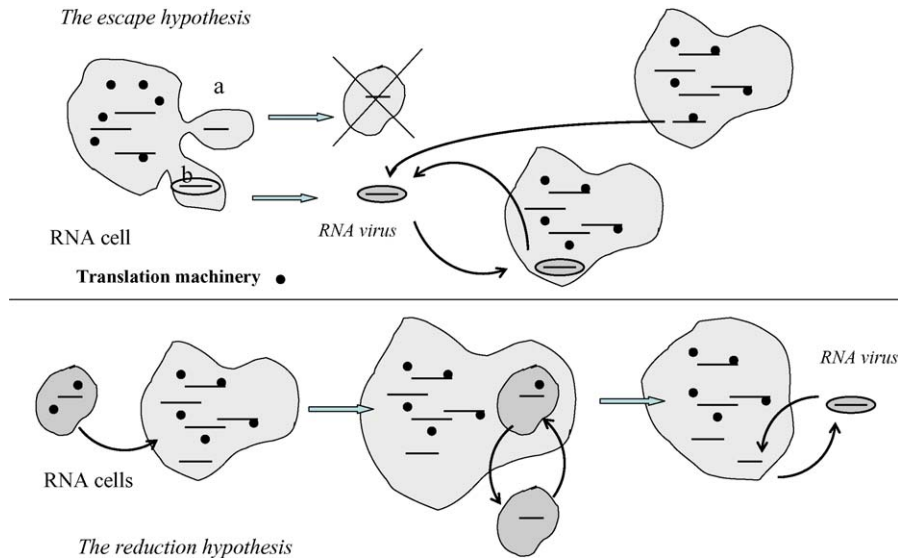 The escape hypothesis
a
b
RNA virus
RNA cell
Translation machinery
RNA virus
RNA cells
The reduction hypothesis